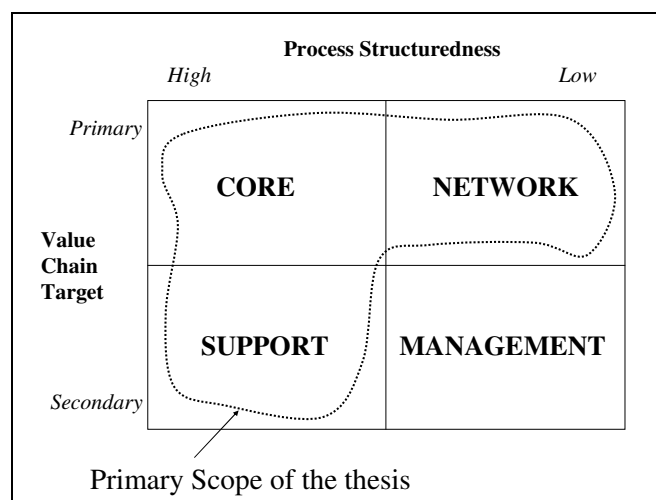 Process Structuredness
High Low
Primary
CORE NETWORK
Value
Chain
Target
SUPPORT MANAGEMENT
Secondary
Primary Scope of the thesis